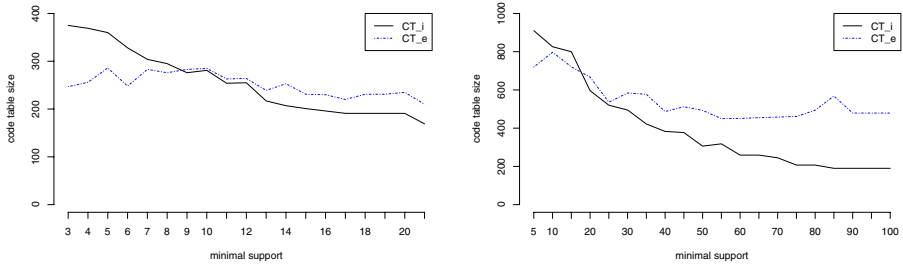 400
300
200
100
0
code table size
CT_i
CT_e
3 4 5 6 7 8 9 10 12 14 16 18 20
minimal support
1000
800
600
400
200
0
code table size
CT_i
CT_e
5 10 20 30 40 50 60 70 80 90 100
minimal support